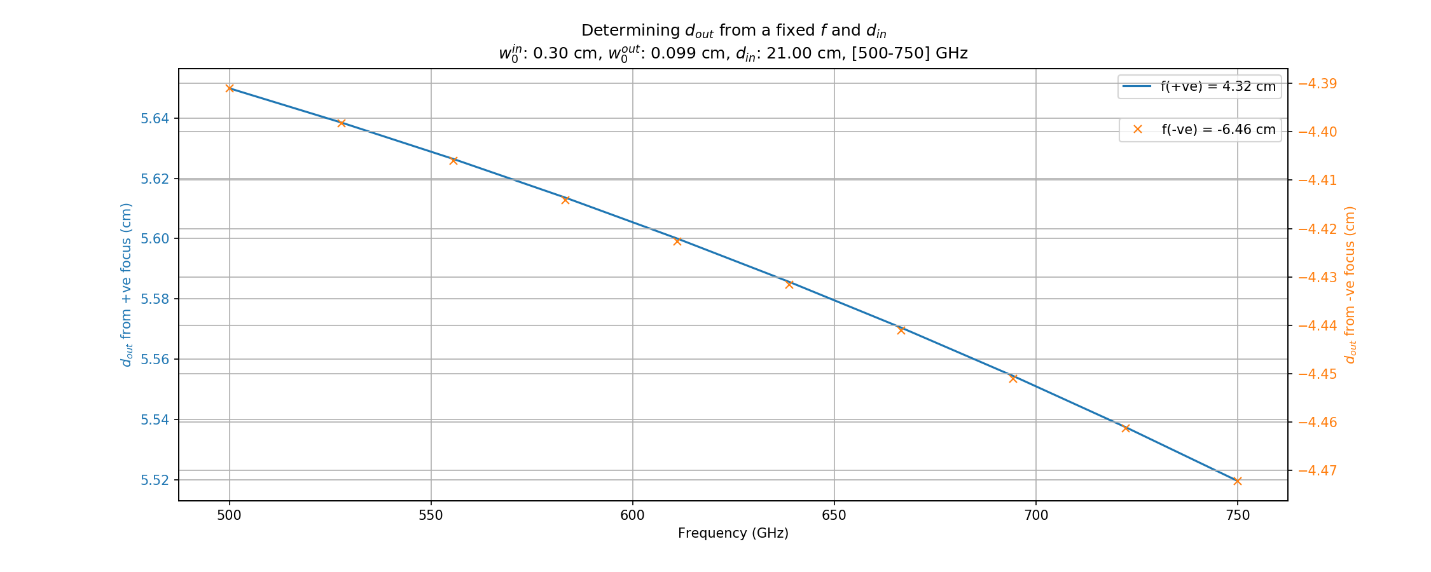 Determining d_out from a fixed f and d_in
w_0^in: 0.30 cm, w_0^out: 0.099 cm, d_in: 21.00 cm, [500-750] GHz
f(+ve) = 4.32 cm
f(-ve) = -6.46 cm
d_out from +ve focus (cm)
5.64
5.62
5.60
5.58
5.56
5.54
5.52
−4.39
−4.40
−4.41
−4.42
−4.43
−4.44
−4.45
−4.46
−4.47
d_out from -ve focus (cm)
500 550 600 650 700 750
Frequency (GHz)